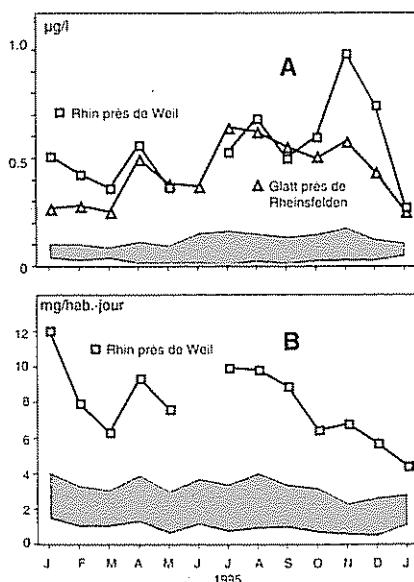 µg/l
1.0
A
Rhin près de Weil
0.5
Glatt près de
Rheinsfelden
0
mg/hab.-jour
B
12
Rhin près de Weil
10
8
6
4
2
0
J F M A M J J A S O N D J
1985